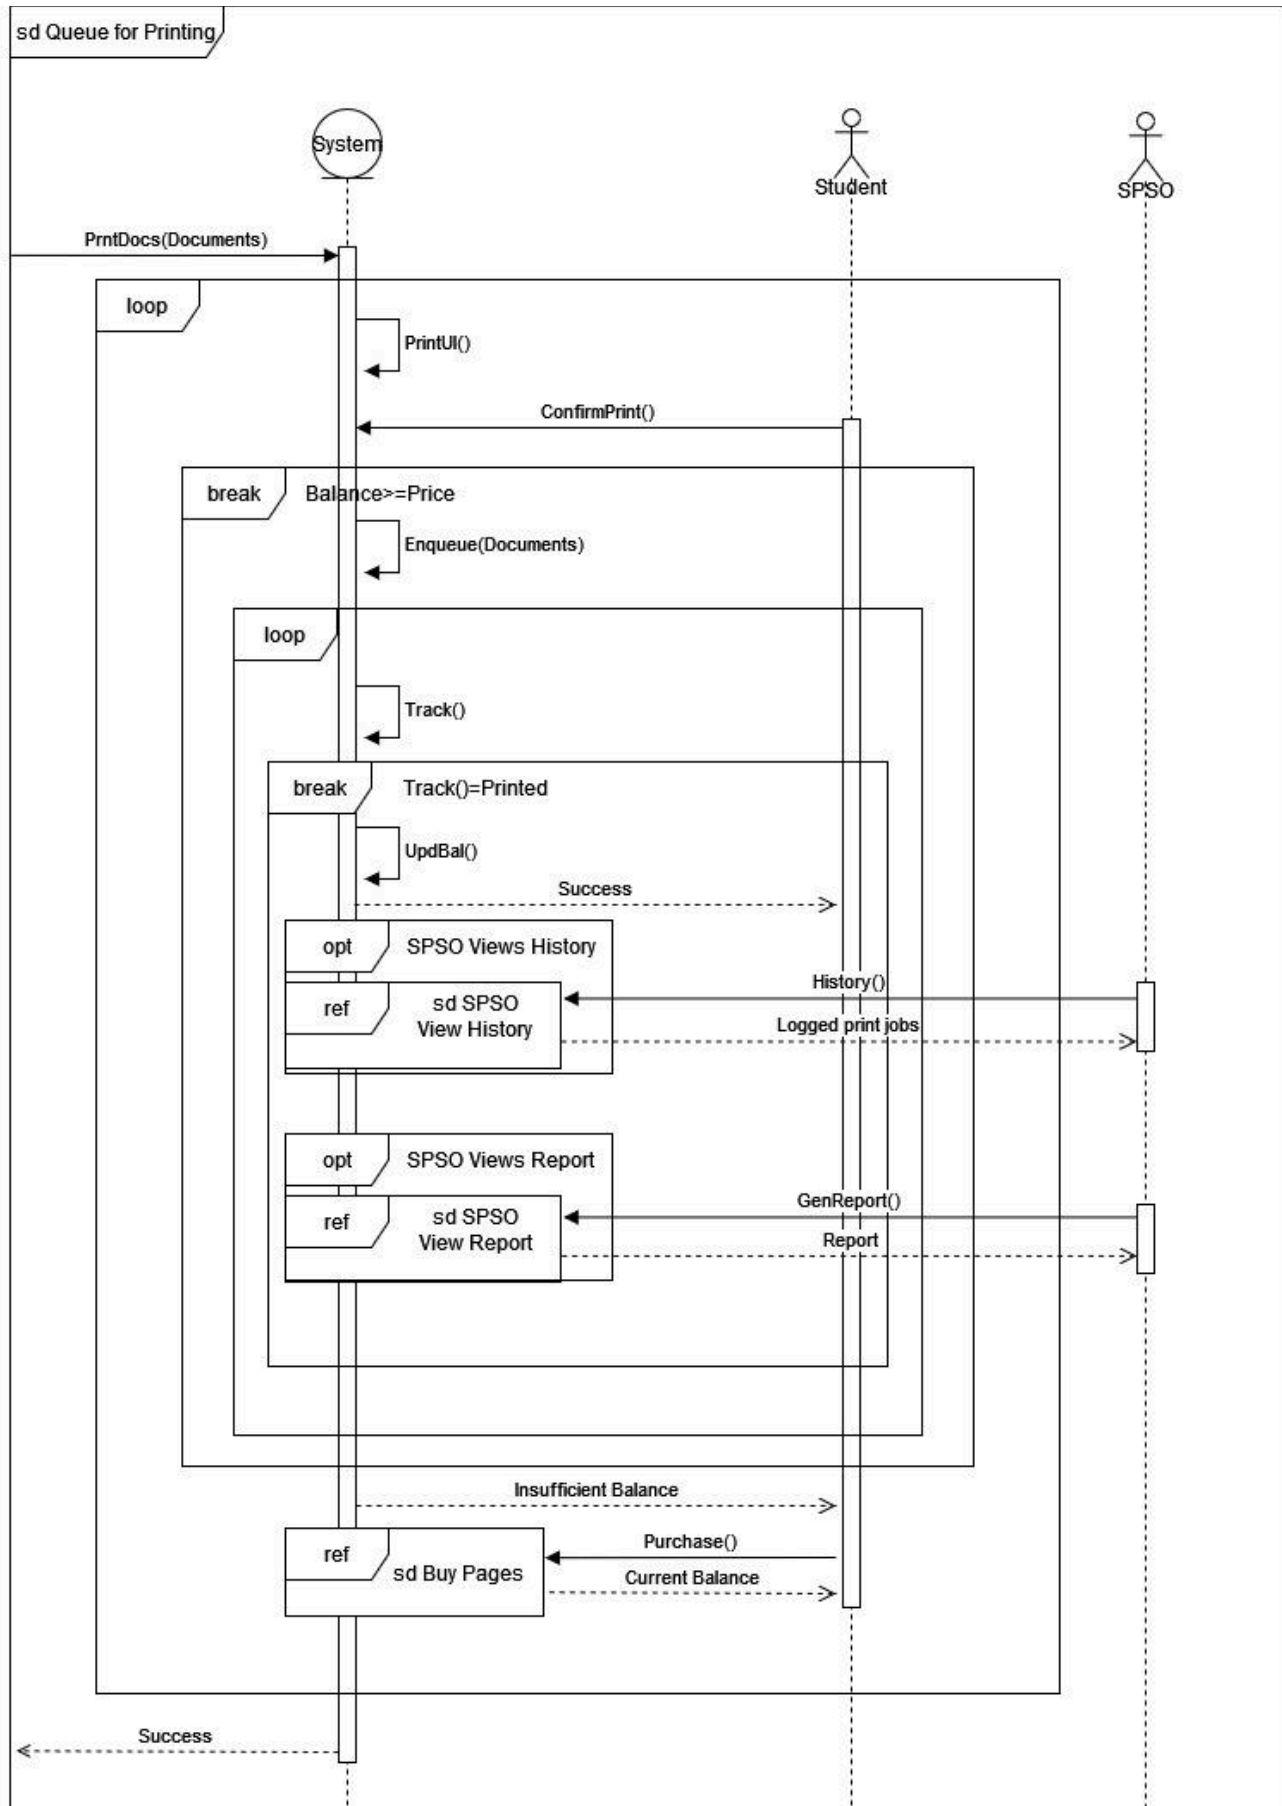 sd Queue for Printing
System
Student
SPSO
PrntDocs(Documents)
loop
PrintUI()
ConfirmPrint()
break
Balance>=Price
Enqueue(Documents)
loop
Track()
break
Track()=Printed
UpdBal()
Success
opt
SPSO Views History
History()
ref
sd SPSO
View History
Logged print jobs
opt
SPSO Views Report
GenReport()
ref
sd SPSO
View Report
Report
Insufficient Balance
Purchase()
ref
sd Buy Pages
Current Balance
Success